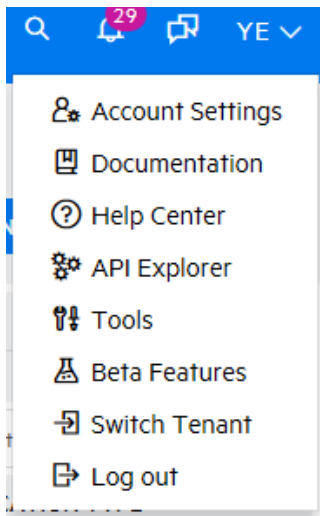 29
YE
Account Settings
Documentation
Help Center
API Explorer
Tools
Beta Features
Switch Tenant
Log out